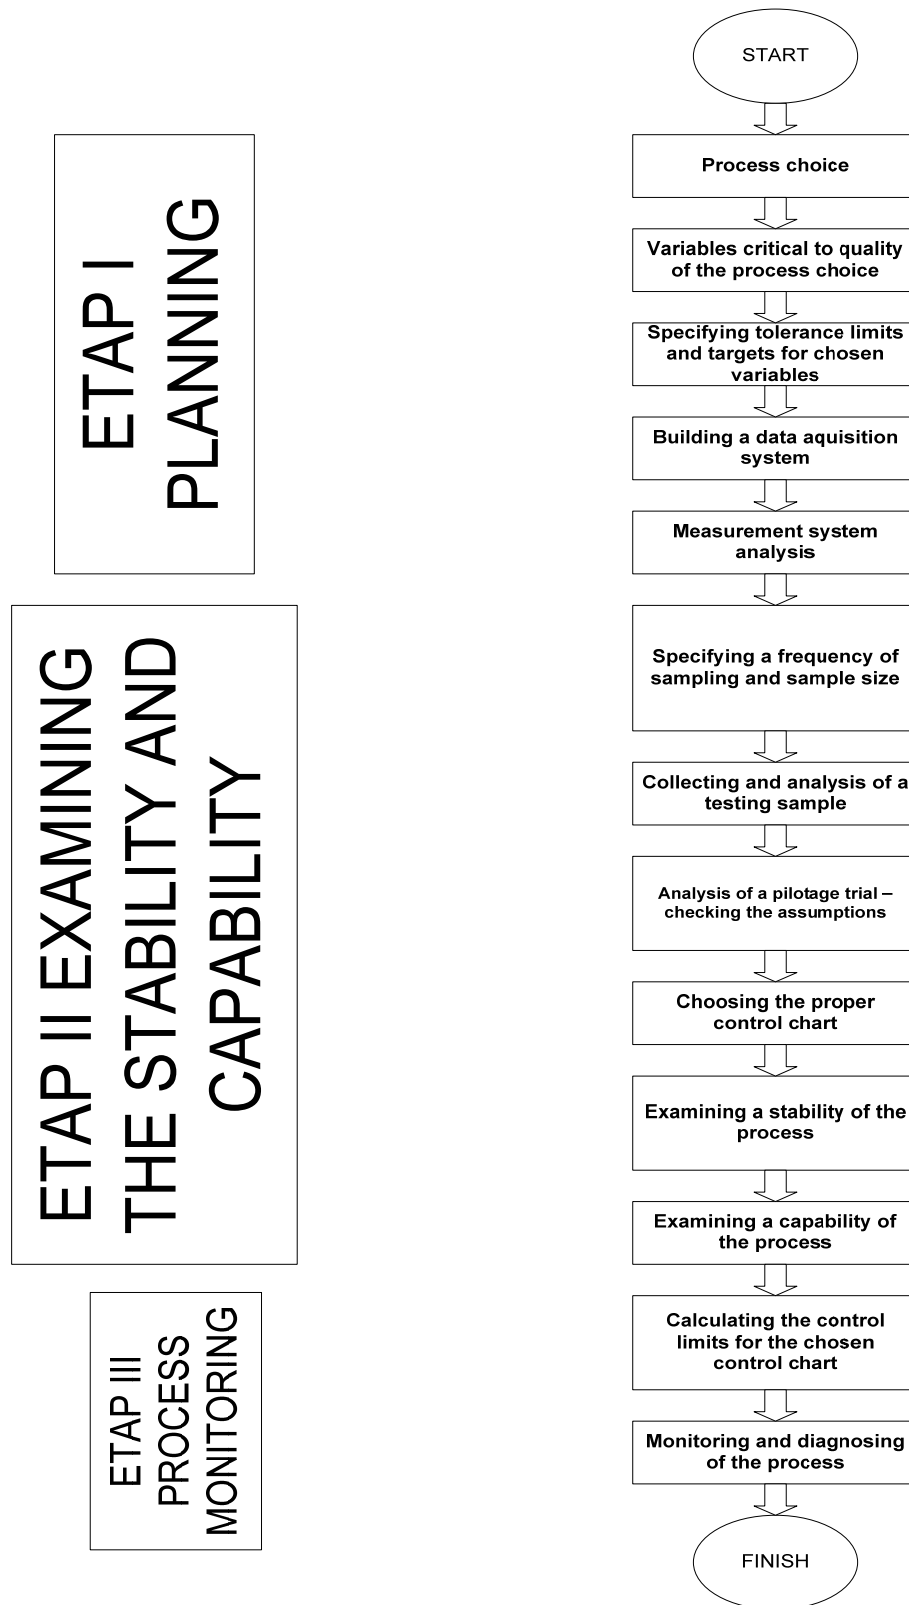 START
ETAP I
PLANNING
Process choice
Variables critical to quality
of the process choice
Specifying tolerance limits
and targets for chosen
variables
Building a data aquisition
system
Measurement system
analysis
ETAP II EXAMINING
THE STABILITY AND
CAPABILITY
Specifying a frequency of
sampling and sample size
Collecting and analysis of a
testing sample
Analysis of a pilotage trial –
checking the assumptions
Choosing the proper
control chart
Examining a stability of the
process
Examining a capability of
the process
ETAP III
PROCESS
MONITORING
Calculating the control
limits for the chosen
control chart
Monitoring and diagnosing
of the process
FINISH